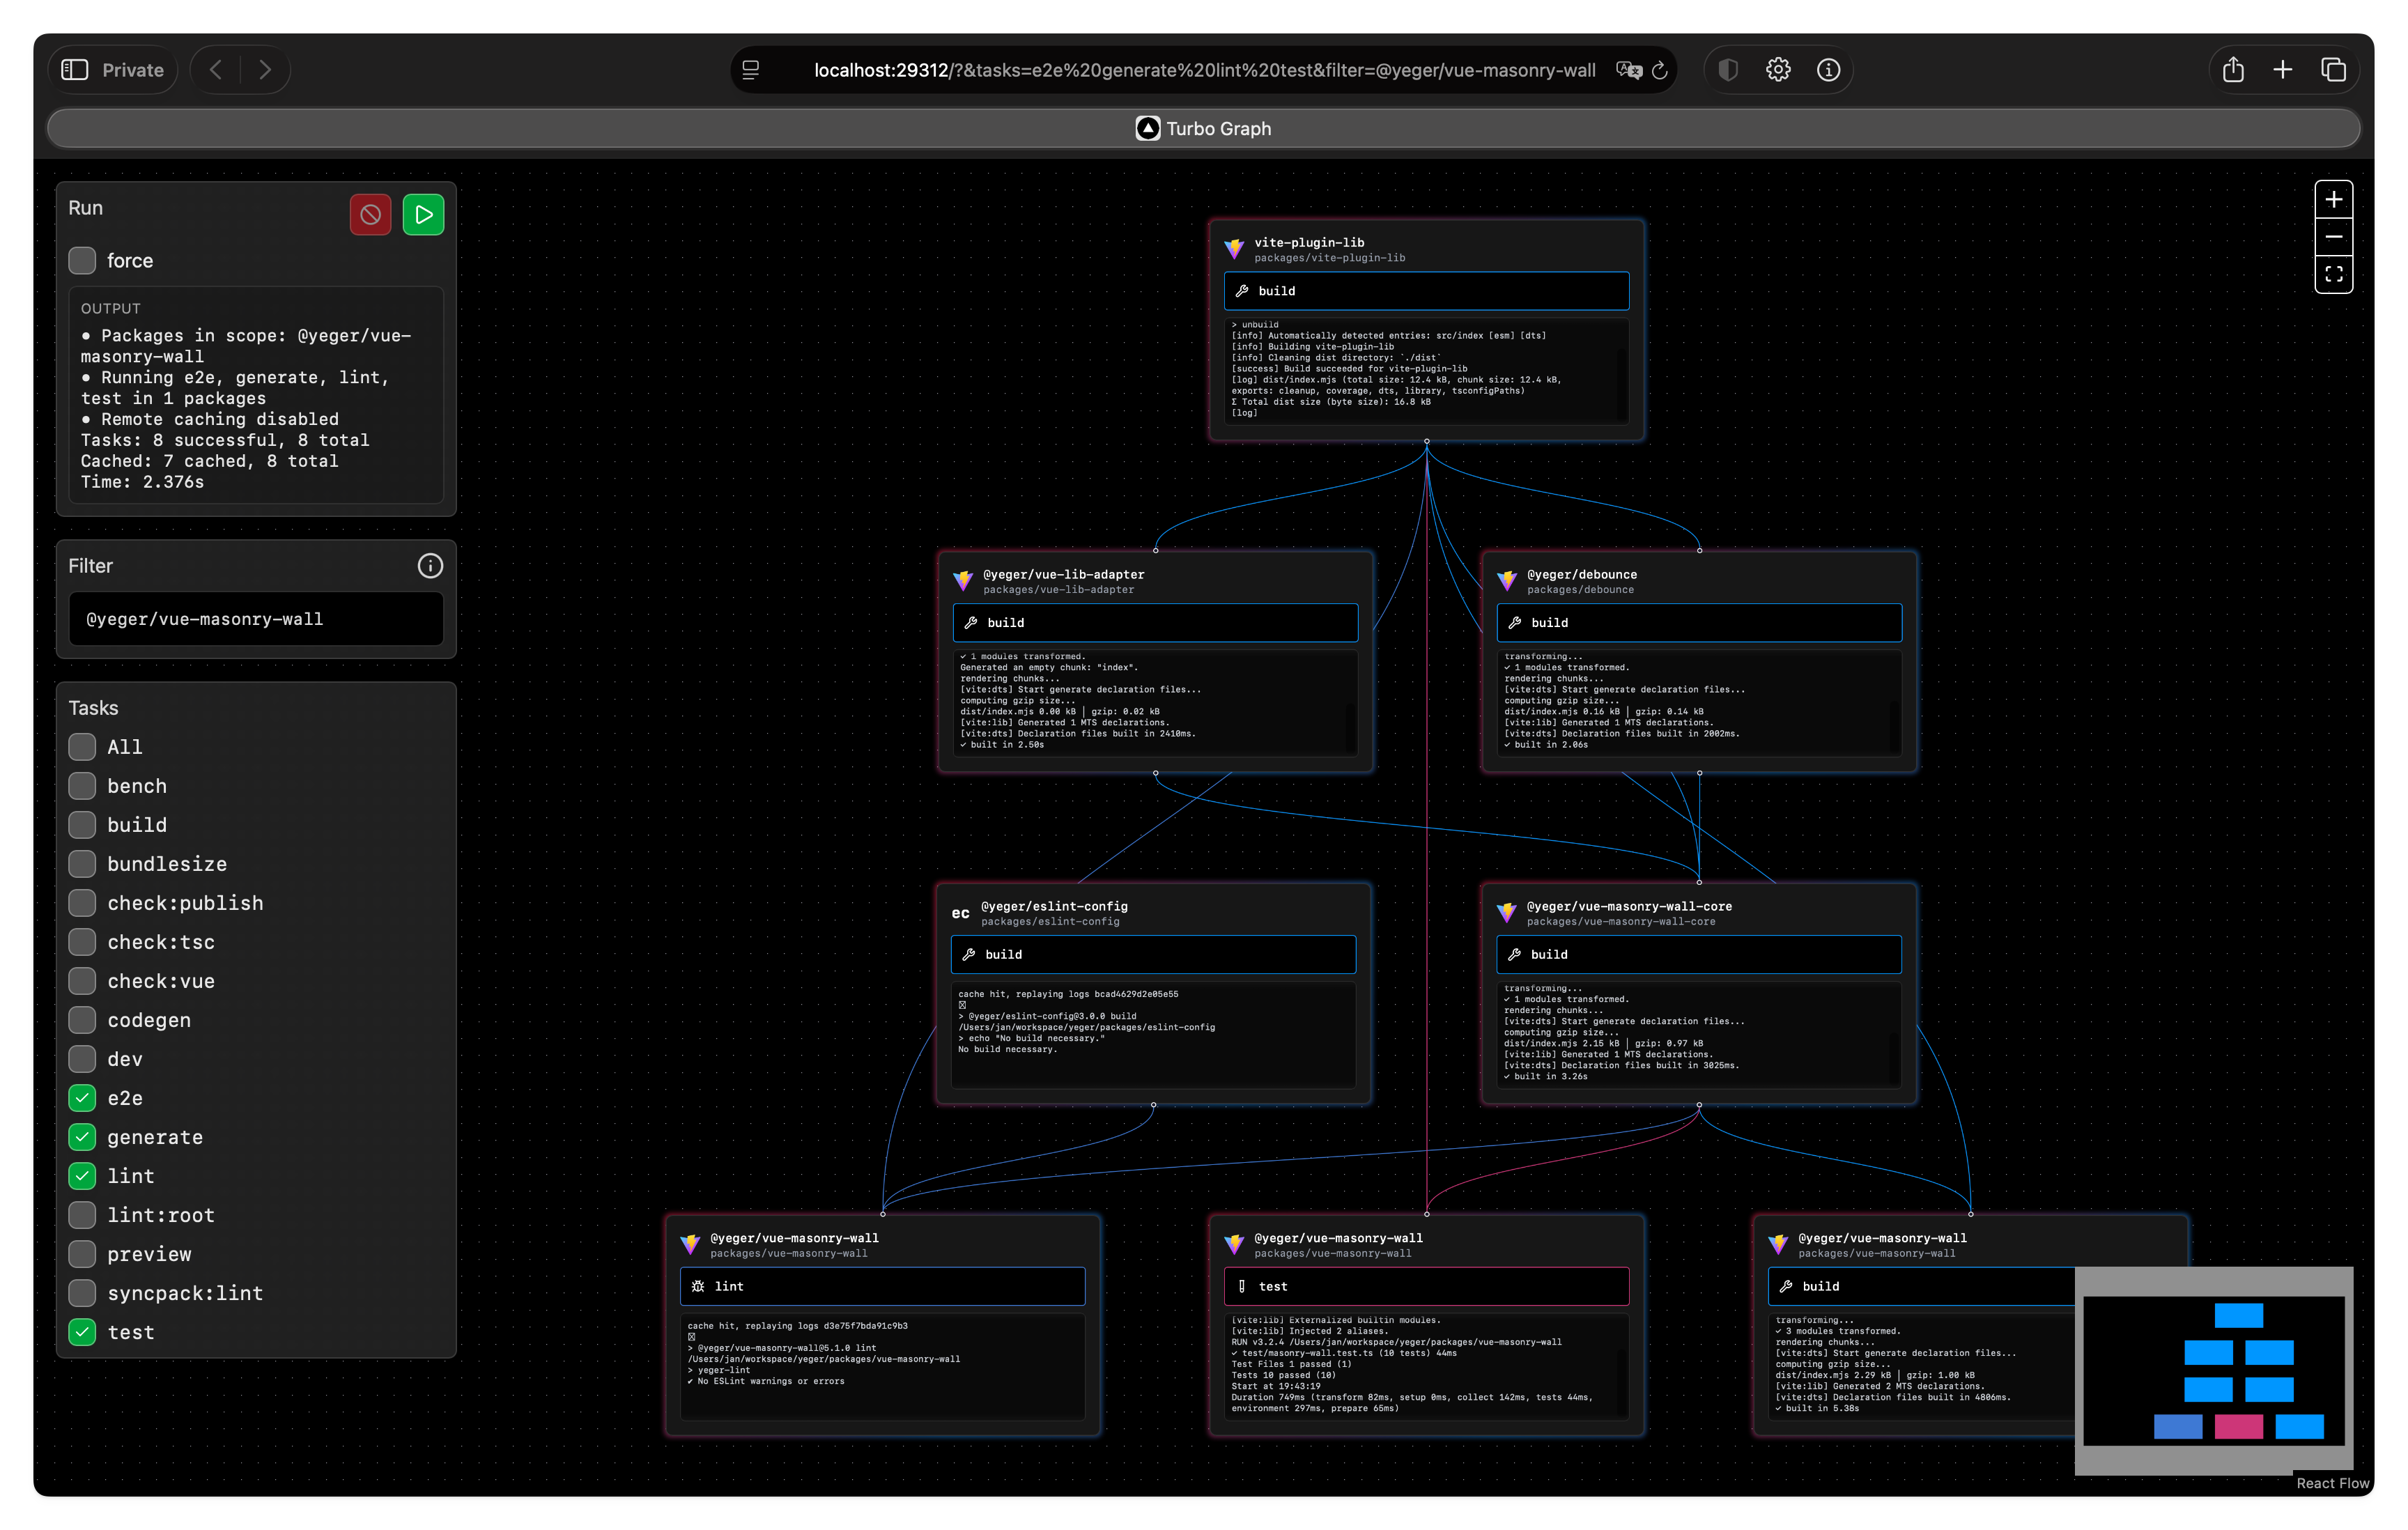 Private
localhost:29312/?&tasks=e2e%20generate%20lint%20test&filter=@yeger/vue-masonry-wall
Turbo Graph
Run
force
OUTPUT
• Packages in scope: @yeger/vue-
masonry-wall
• Running e2e, generate, lint,
test in 1 packages
• Remote caching disabled
Tasks: 8 successful, 8 total
Cached: 7 cached, 8 total
Time: 2.376s
Filter
@yeger/vue-masonry-wall
Tasks
All
bench
build
bundlesize
check:publish
check:tsc
check:vue
codegen
dev
e2e
generate
lint
lint:root
preview
syncpack:lint
test
vite-plugin-lib
packages/vite-plugin-lib
build
> unbuild
[info] Automatically detected entries: src/index [esm] [dts]
[info] Building vite-plugin-lib
[info] Cleaning dist directory: `./dist`
[success] Build succeeded for vite-plugin-lib
[log] dist/index.mjs (total size: 12.4 kB, chunk size: 12.4 kB,
exports: cleanup, coverage, dts, library, tsconfigPaths)
Σ Total dist size (byte size): 16.8 kB
[log]
@yeger/vue-lib-adapter
packages/vue-lib-adapter
build
✓ 1 modules transformed.
Generated an empty chunk: "index".
rendering chunks...
[vite:dts] Start generate declaration files...
computing gzip size...
dist/index.mjs 0.00 kB │ gzip: 0.02 kB
[vite:lib] Generated 1 MTS declarations.
[vite:dts] Declaration files built in 2410ms.
✓ built in 2.50s
@yeger/debounce
packages/debounce
build
transforming...
✓ 1 modules transformed.
rendering chunks...
[vite:dts] Start generate declaration files...
computing gzip size...
dist/index.mjs 0.16 kB │ gzip: 0.14 kB
[vite:lib] Generated 1 MTS declarations.
[vite:dts] Declaration files built in 2002ms.
✓ built in 2.06s
ec
@yeger/eslint-config
packages/eslint-config
build
cache hit, replaying logs bcad4629d2e05e55
> @yeger/eslint-config@3.0.0 build
/Users/jan/workspace/yeger/packages/eslint-config
> echo "No build necessary."
No build necessary.
@yeger/vue-masonry-wall-core
packages/vue-masonry-wall-core
build
transforming...
✓ 1 modules transformed.
rendering chunks...
[vite:dts] Start generate declaration files...
computing gzip size...
dist/index.mjs 2.15 kB │ gzip: 0.97 kB
[vite:lib] Generated 1 MTS declarations.
[vite:dts] Declaration files built in 3025ms.
✓ built in 3.26s
@yeger/vue-masonry-wall
packages/vue-masonry-wall
lint
cache hit, replaying logs d3e75f7bda91c9b3
> @yeger/vue-masonry-wall@5.1.0 lint
/Users/jan/workspace/yeger/packages/vue-masonry-wall
> yeger-lint
✔ No ESLint warnings or errors
@yeger/vue-masonry-wall
packages/vue-masonry-wall
test
[vite:lib] Externalized builtin modules.
[vite:lib] Injected 2 aliases.
RUN v3.2.4 /Users/jan/workspace/yeger/packages/vue-masonry-wall
✓ test/masonry-wall.test.ts (10 tests) 44ms
Test Files 1 passed (1)
Tests 10 passed (10)
Start at 19:43:19
Duration 749ms (transform 82ms, setup 0ms, collect 142ms, tests 44ms,
environment 297ms, prepare 65ms)
@yeger/vue-masonry-wall
packages/vue-masonry-wall
build
transforming...
✓ 3 modules transformed.
rendering chunks...
[vite:dts] Start generate declaration files...
computing gzip size...
dist/index.mjs 2.29 kB │ gzip: 1.00 kB
[vite:lib] Generated 2 MTS declarations.
[vite:dts] Declaration files built in 4806ms.
✓ built in 5.38s
React Flow